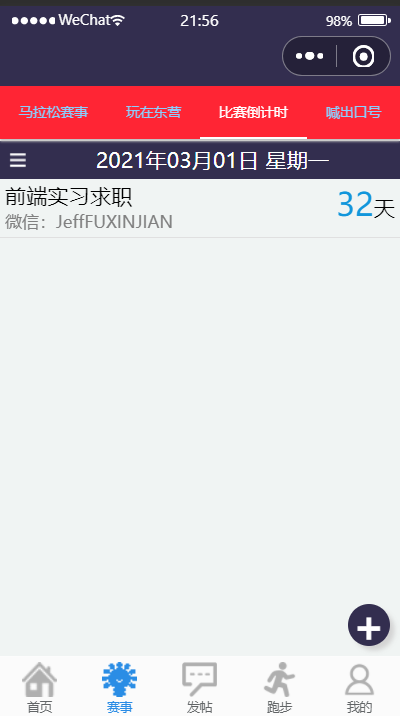 WeChat 21:56 98%
马拉松赛事 玩在东营 比赛倒计时 喊出口号
2021年03月01日 星期一
前端实习求职 32天
微信：JeffFUXINJIAN
首页 赛事 发帖 跑步 我的